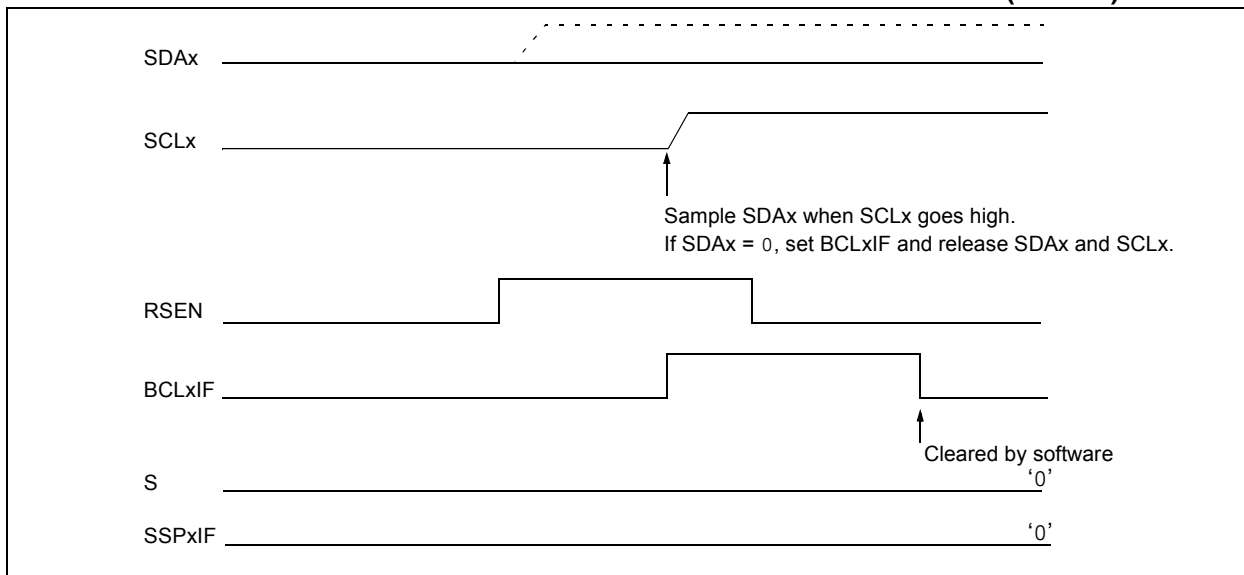 SDAx
SCLx
Sample SDAx when SCLx goes high.
If SDAx = 0, set BCLxIF and release SDAx and SCLx.
RSEN
BCLxIF
Cleared by software
S
‘0’
SSPxIF
‘0’